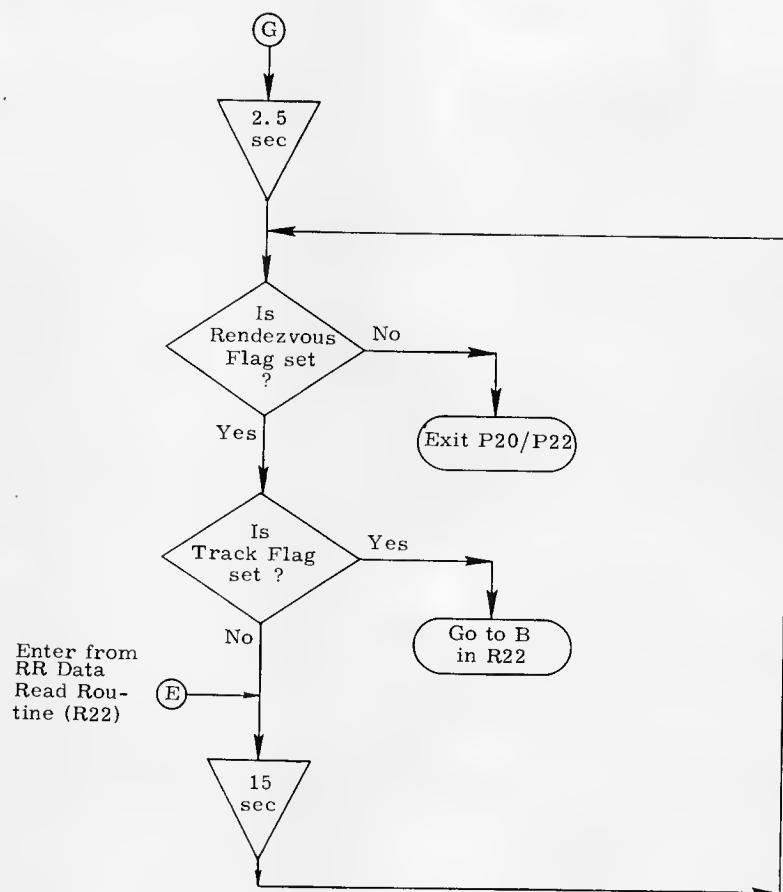 G
2.5
sec
Is
Rendezvous
Flag set
?
No
Exit P20/P22
Yes
Is
Track Flag
set ?
Yes
Go to B
in R22
No
Enter from
RR Data
Read Rou-
tine (R22)
E
15
sec